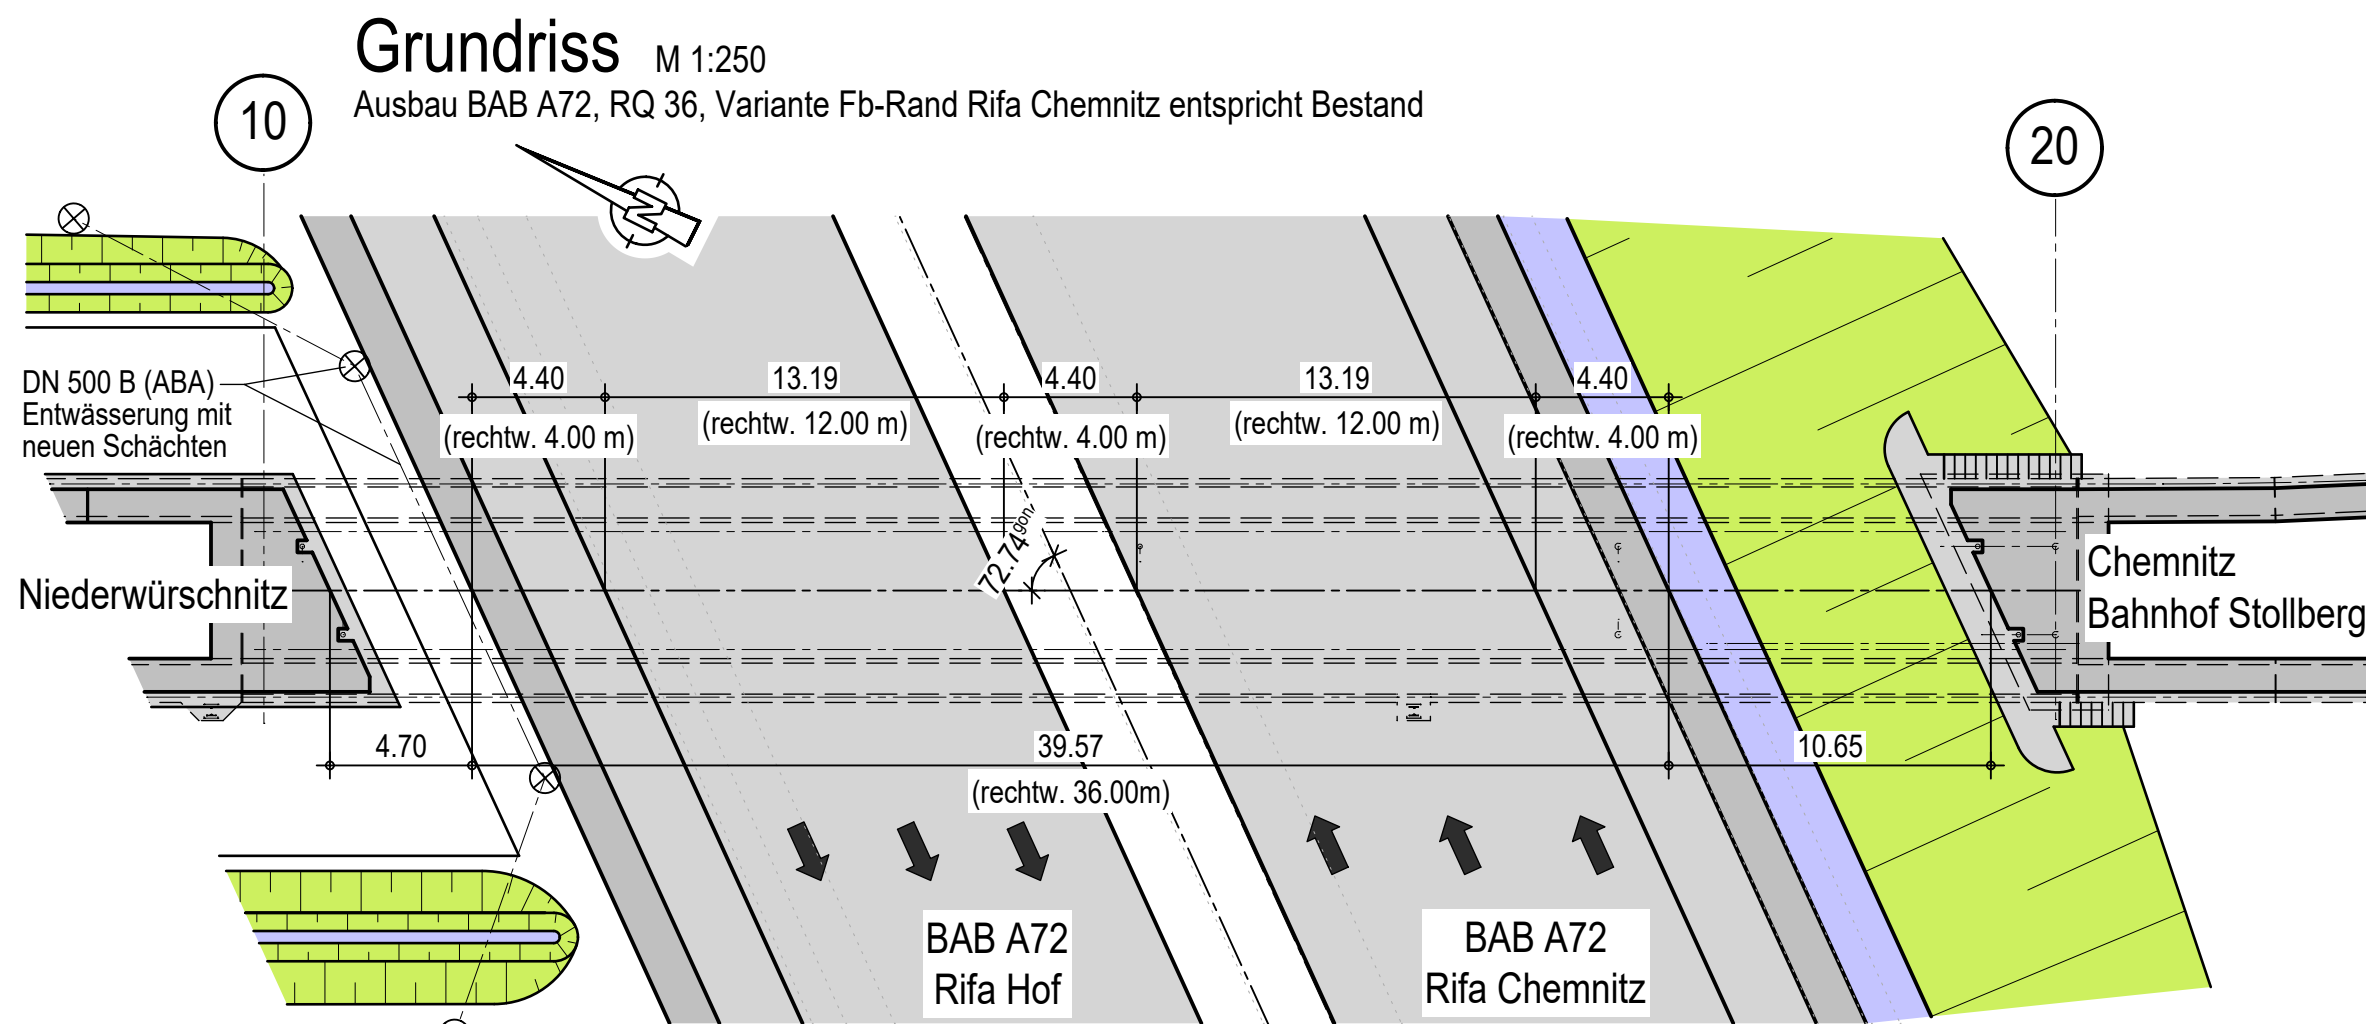 Grundriss M 1:250
Ausbau BAB A72, RQ 36, Variante Fb-Rand Rifa Chemnitz entspricht Bestand
10
20
N
DN 500 B (ABA)
Entwässerung mit
neuen Schächten
4.40
13.19
4.40
13.19
4.40
(rechtw. 4.00 m)
(rechtw. 12.00 m)
(rechtw. 4.00 m)
(rechtw. 12.00 m)
(rechtw. 4.00 m)
72.74gon
Niederwürschnitz
Chemnitz
Bahnhof Stollberg
4.70
39.57
10.65
(rechtw. 36.00m)
BAB A72
Rifa Hof
BAB A72
Rifa Chemnitz